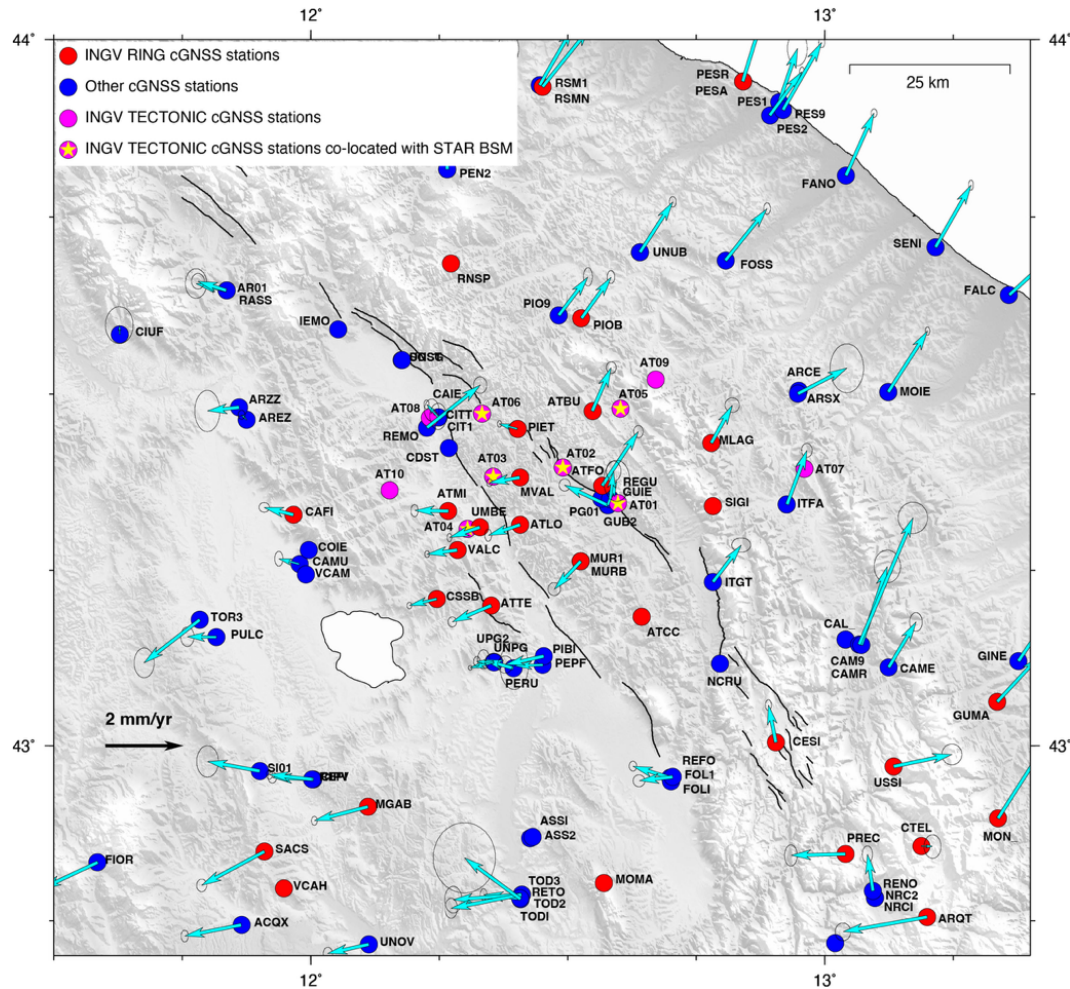 12°
13°
44°
44°
INGV RING cGNSS stations
Other cGNSS stations
INGV TECTONIC cGNSS stations
INGV TECTONIC cGNSS stations co-located with STAR BSM
25 km
RSM1
RSMN
PESR
PESA
PES1
PES9
PES2
PEN2
FANO
UNUB
FOSS
SENI
RNSP
FALC
AR01
RASS
CIUF
IEMO
PIO9
PIOB
AT09
ARCE
ARSX
MOIE
ARZZ
AREZ
CAIE
AT08
CITT
CIT1
REMO
AT06
PIET
ATBU
AT05
MLAG
CDST
AT03
AT02
ATFO
AT07
AT10
MVAL
REGU
GUIE
PG01
AT01
GUB2
SIGI
ITFA
CAFI
ATMI
UMBE
AT04
ATLO
VALC
COIE
CAMU
VCAM
MUR1
MURB
ITGT
CSSB
ATTE
ATCC
TOR3
PULC
UPG2
UNPG
PIBI
PEPF
PERU
NCRU
CAL
CAM9
CAMR
CAME
GINE
GUMA
2 mm/yr
43°
43°
CESI
USSI
SI01
REFO
FOL1
FOLI
MGAB
ASSI
ASS2
MON
PREC
CTEL
SACS
FIOR
VCAH
MOMA
TOD3
RETO
TOD2
TODI
RENO
NRC2
NRCI
ARQT
ACQX
UNOV
12°
13°